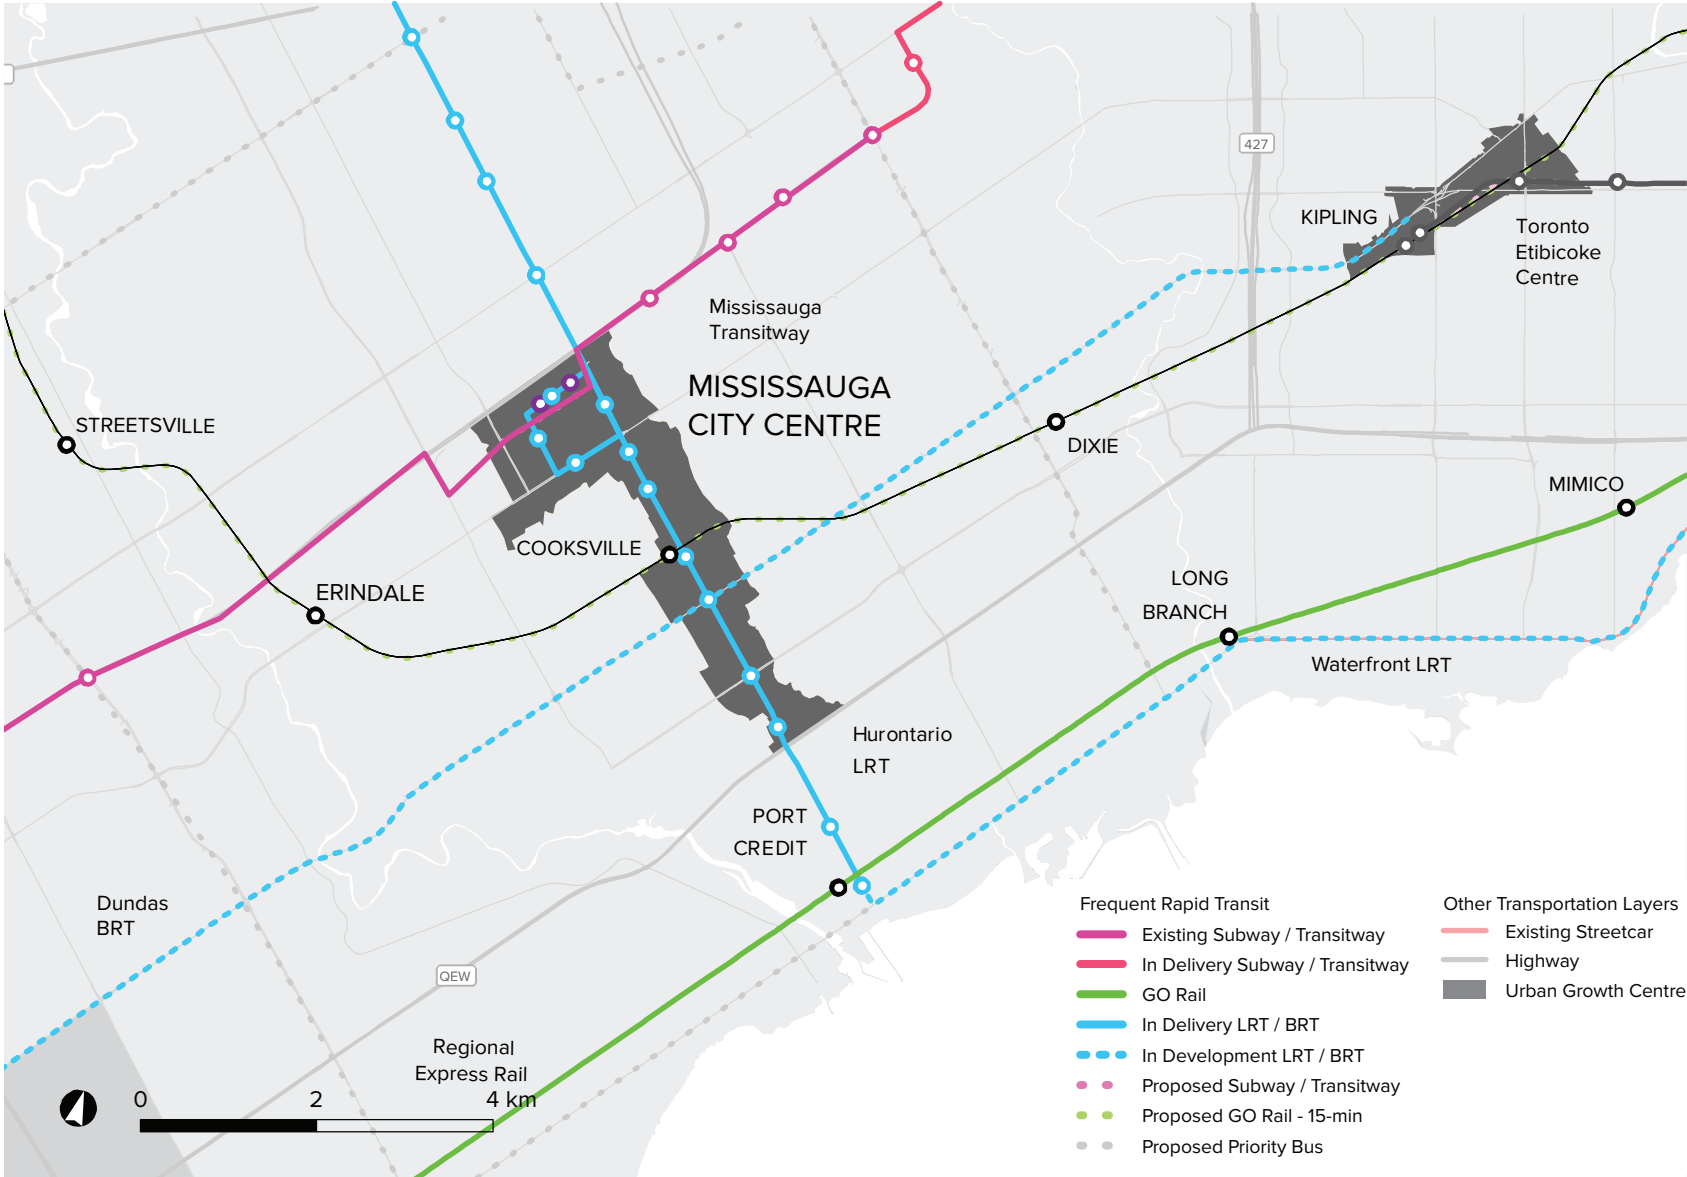 427
KIPLING
Toronto
Etibicoke
Centre
Mississauga
Transitway
MISSISSAUGA
CITY CENTRE
STREETSVILLE
DIXIE
MIMICO
COOKSVILLE
ERINDALE
LONG
BRANCH
Waterfront LRT
Hurontario
LRT
PORT
CREDIT
Dundas
BRT
QEW
Regional
Express Rail
0 2 4 km
Frequent Rapid Transit
Existing Subway / Transitway
In Delivery Subway / Transitway
GO Rail
In Delivery LRT / BRT
In Development LRT / BRT
Proposed Subway / Transitway
Proposed GO Rail - 15-min
Proposed Priority Bus
Other Transportation Layers
Existing Streetcar
Highway
Urban Growth Centre